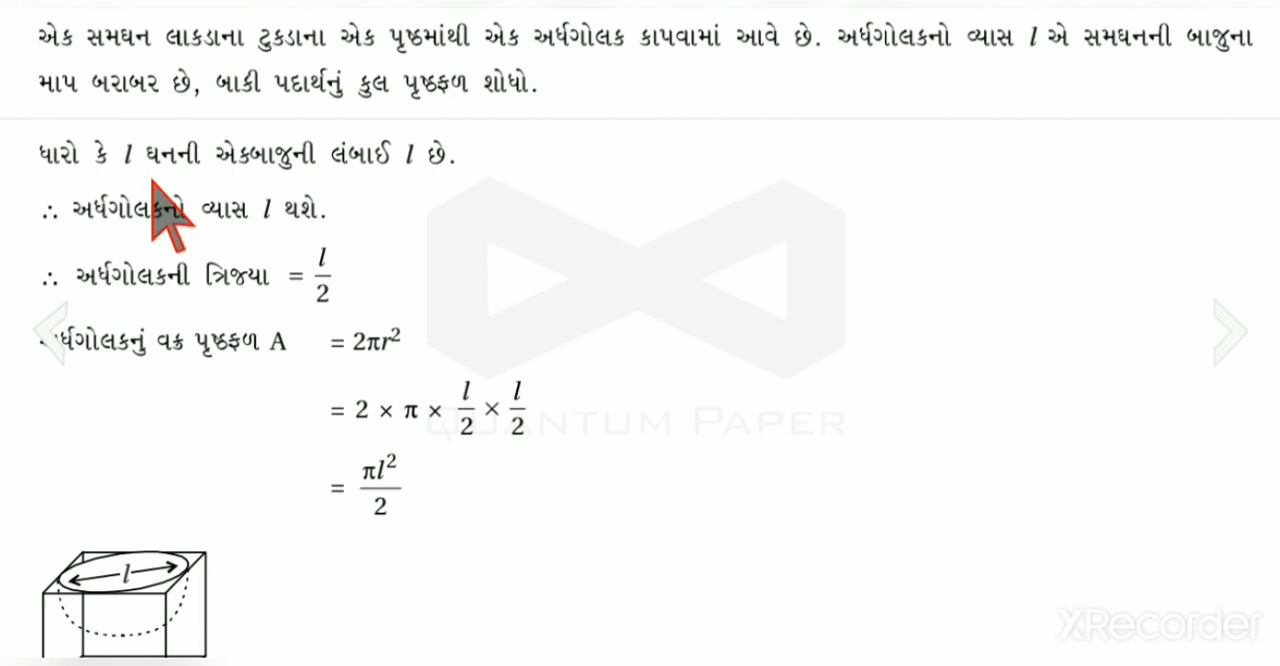 એક સમઘન લાકડાના ટુકડાના એક પૃષ્ઠમાંથી એક અર્ધગોલક કાપવામાં આવે છે. અર્ધગોલકનો વ્યાસ l એ સમઘનની બાજુના
માપ બરાબર છે, બાકી પદાર્થનું કુલ પૃષ્ઠફળ શોધો.
ધારો કે l ઘનની એકબાજુની લંબાઈ l છે.
∴ અર્ધગોલકનો વ્યાસ l થશે.
∴ અર્ધગોલકની ત્રિજ્યા = l/2
અર્ધગોલકનું વક્ર પૃષ્ઠફળ A = 2πr²
= 2 × π × l/2 × l/2
QUANTUM PAPER
= πl²/2
l
XRecorder